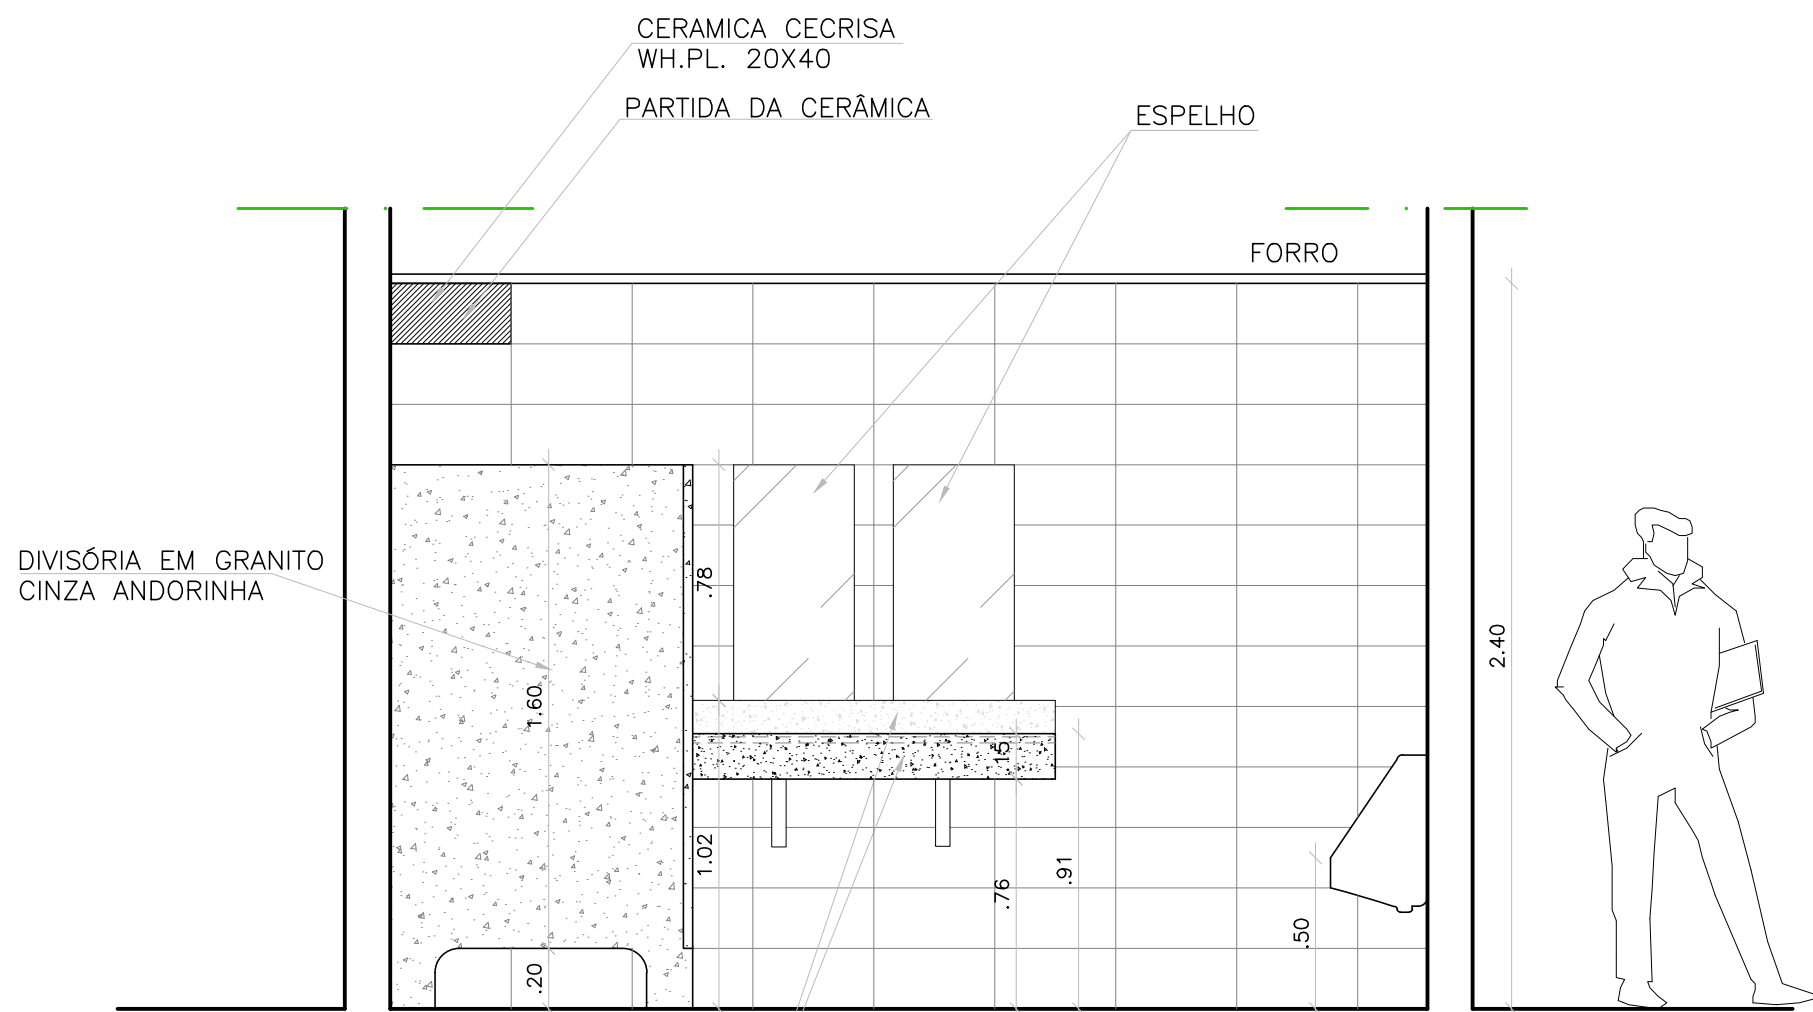 CERAMICA CECRISA
WH.PL. 20X40
PARTIDA DA CERÂMICA
ESPELHO
FORRO
DIVISÓRIA EM GRANITO
CINZA ANDORINHA
.78
2.40
1.60
.15
1.02
.91
.76
.50
.20